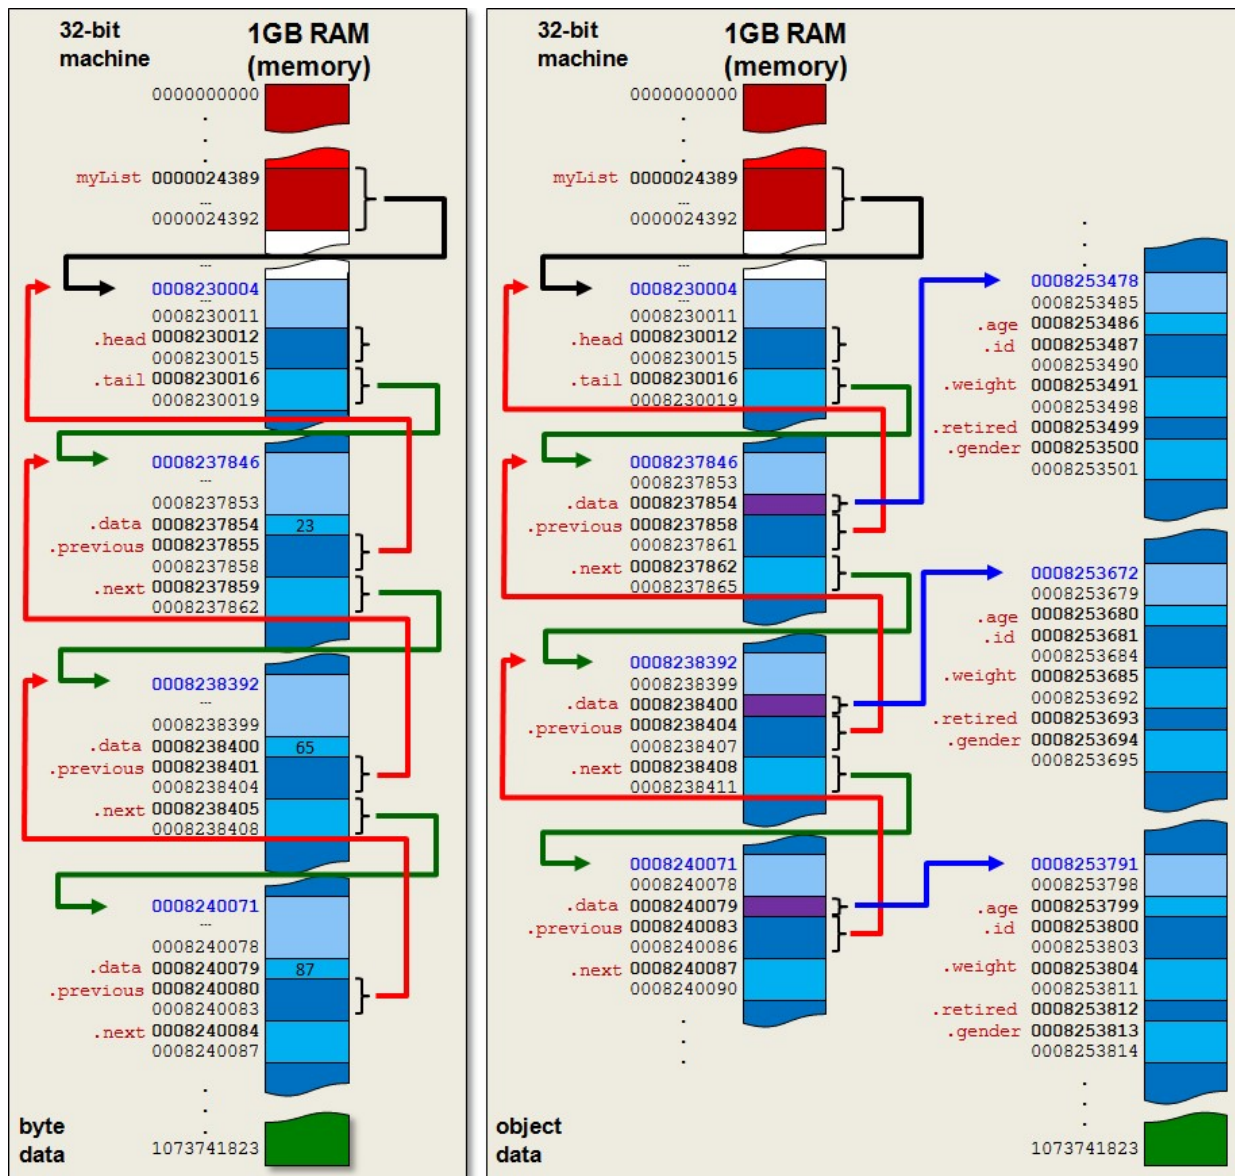 32-bit
machine
1GB RAM
(memory)
0000000000
.
.
.
.
myList 0000024389
...
0000024392
...
0008230004
...
0008230011
.head 0008230012
0008230015
.tail 0008230016
0008230019
0008237846
...
0008237853
.data 0008237854 23
.previous 0008237855
0008237858
.next 0008237859
0008237862
0008238392
...
0008238399
.data 0008238400 65
.previous 0008238401
0008238404
.next 0008238405
0008238408
0008240071
...
0008240078
.data 0008240079 87
.previous 0008240080
0008240083
.next 0008240084
0008240087
.
.
.
1073741823
byte
data
32-bit
machine
1GB RAM
(memory)
0000000000
.
.
.
.
myList 0000024389
...
0000024392
...
0008230004
...
0008230011
.head 0008230012
0008230015
.tail 0008230016
0008230019
0008237846
0008237853
.data 0008237854
.previous 0008237858
0008237861
.next 0008237862
0008237865
0008238392
0008238399
.data 0008238400
.previous 0008238404
0008238407
.next 0008238408
0008238411
0008240071
0008240078
.data 0008240079
.previous 0008240083
0008240086
.next 0008240087
0008240090
.
.
.
object
data
.
.
.
0008253478
0008253485
.age 0008253486
.id 0008253487
0008253490
.weight 0008253491
0008253498
.retired 0008253499
.gender 0008253500
0008253501
0008253672
0008253679
.age 0008253680
.id 0008253681
0008253684
.weight 0008253685
0008253692
.retired 0008253693
.gender 0008253694
0008253695
0008253791
0008253798
.age 0008253799
.id 0008253800
0008253803
.weight 0008253804
0008253811
.retired 0008253812
.gender 0008253813
0008253814
.
.
.
1073741823